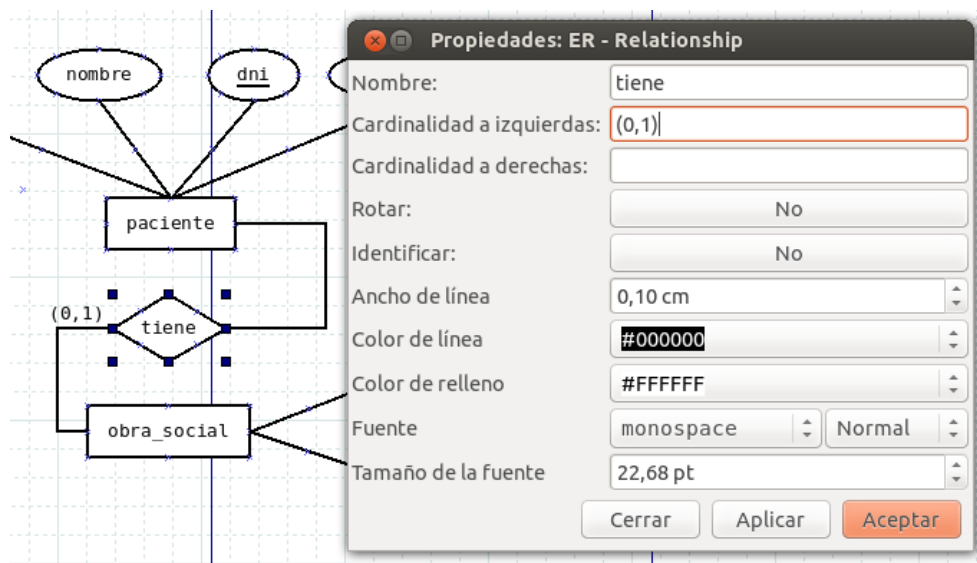 nombre
dni
paciente
(0,1)
tiene
obra_social
Propiedades: ER - Relationship
Nombre:
tiene
Cardinalidad a izquierdas:
(0,1)
Cardinalidad a derechas:
Rotar:
No
Identificar:
No
Ancho de línea
0,10 cm
Color de línea
#000000
Color de relleno
#FFFFFF
Fuente
monospace
Normal
Tamaño de la fuente
22,68 pt
Cerrar
Aplicar
Aceptar